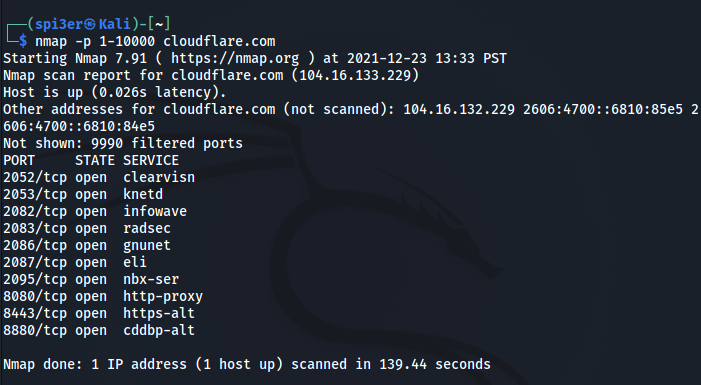 ┌──(spi3er㉿Kali)-[~]
└─$ nmap -p 1-10000 cloudflare.com
Starting Nmap 7.91 ( https://nmap.org ) at 2021-12-23 13:33 PST
Nmap scan report for cloudflare.com (104.16.133.229)
Host is up (0.026s latency).
Other addresses for cloudflare.com (not scanned): 104.16.132.229 2606:4700::6810:85e5 2
606:4700::6810:84e5
Not shown: 9990 filtered ports
PORT     STATE SERVICE
2052/tcp open  clearvisn
2053/tcp open  knetd
2082/tcp open  infowave
2083/tcp open  radsec
2086/tcp open  gnunet
2087/tcp open  eli
2095/tcp open  nbx-ser
8080/tcp open  http-proxy
8443/tcp open  https-alt
8880/tcp open  cddbp-alt
Nmap done: 1 IP address (1 host up) scanned in 139.44 seconds